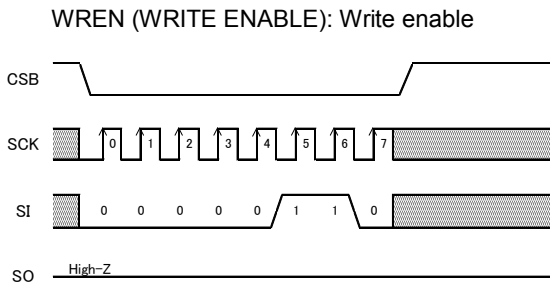 WREN (WRITE ENABLE): Write enable
CSB
SCK
0 1 2 3 4 5 6 7
SI
0 0 0 0 0 1 1 0
High-Z
SO